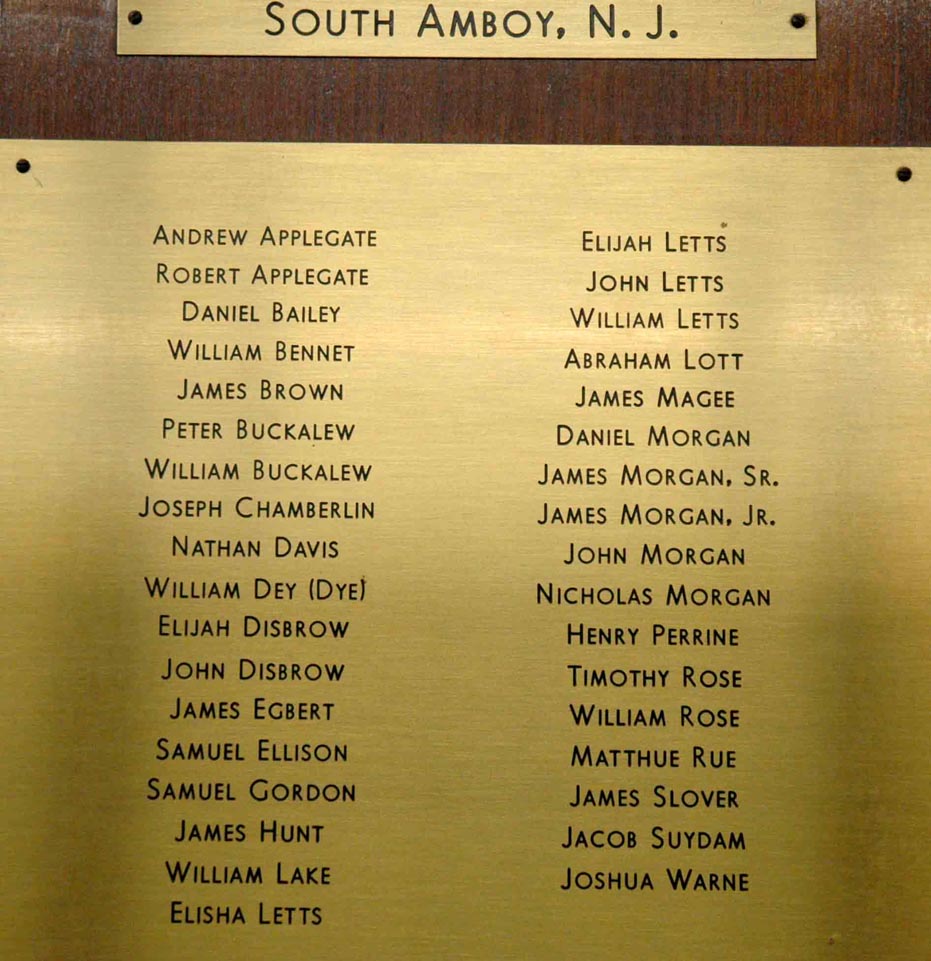 SOUTH AMBOY, N. J.
ANDREW APPLEGATE
ROBERT APPLEGATE
DANIEL BAILEY
WILLIAM BENNET
JAMES BROWN
PETER BUCKALEW
WILLIAM BUCKALEW
JOSEPH CHAMBERLIN
NATHAN DAVIS
WILLIAM DEY (DYE)
ELIJAH DISBROW
JOHN DISBROW
JAMES EGBERT
SAMUEL ELLISON
SAMUEL GORDON
JAMES HUNT
WILLIAM LAKE
ELISHA LETTS
ELIJAH LETTS
JOHN LETTS
WILLIAM LETTS
ABRAHAM LOTT
JAMES MAGEE
DANIEL MORGAN
JAMES MORGAN, SR.
JAMES MORGAN, JR.
JOHN MORGAN
NICHOLAS MORGAN
HENRY PERRINE
TIMOTHY ROSE
WILLIAM ROSE
MATTHUE RUE
JAMES SLOVER
JACOB SUYDAM
JOSHUA WARNE